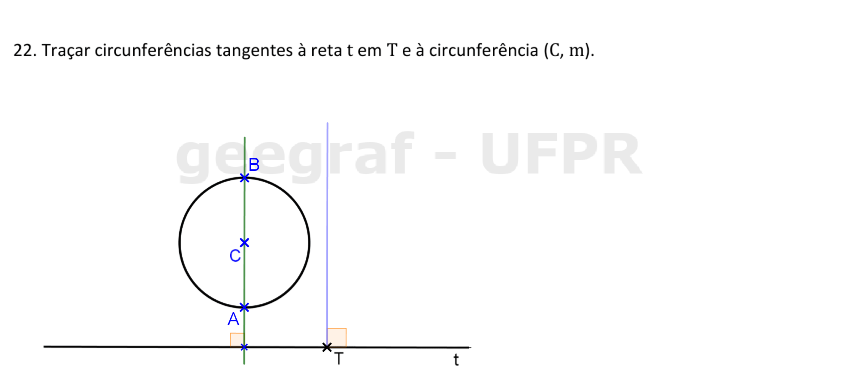 22. Traçar circunferências tangentes à reta t em T e à circunferência (C, m).
geegraf - UFPR
B
C
A
T
t